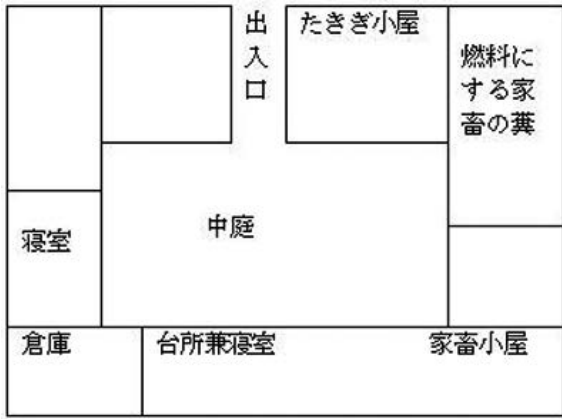 出入口
たきぎ小屋
燃料に
する家
畜の糞
寝室
中庭
倉庫
台所兼寝室
家畜小屋